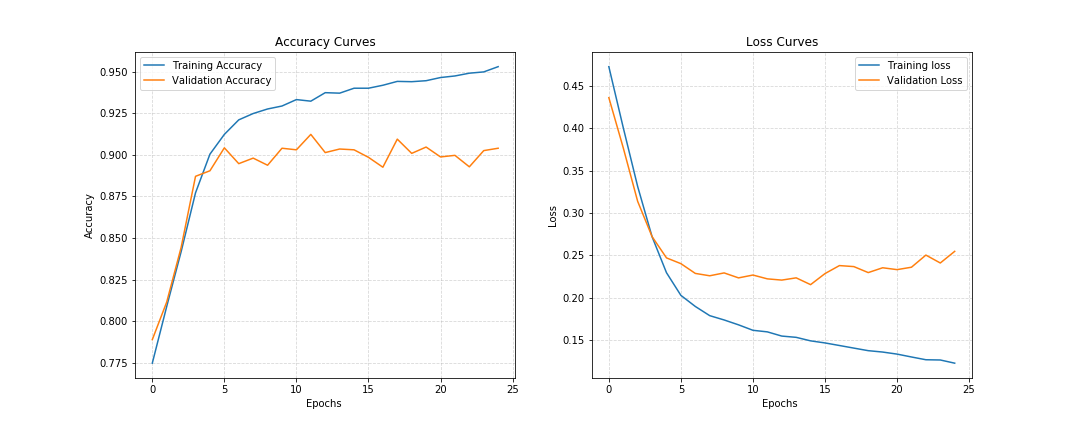 Accuracy Curves
Training Accuracy
Validation Accuracy
0.950
0.925
0.900
0.875
0.850
0.825
0.800
0.775
Accuracy
0
5
10
15
20
25
Epochs
Loss Curves
Training loss
Validation Loss
0.45
0.40
0.35
0.30
0.25
0.20
0.15
Loss
0
5
10
15
20
25
Epochs